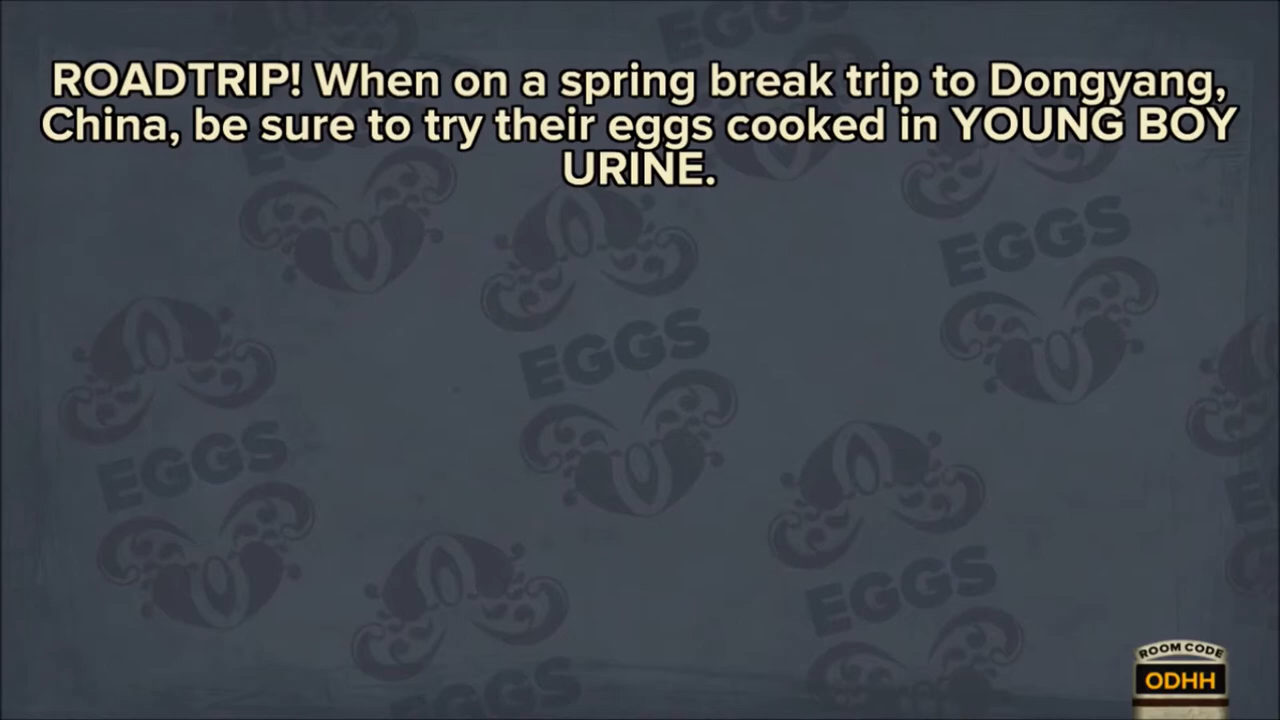 ROADTRIP! When on a spring break trip to Dongyang,
China, be sure to try their eggs cooked in YOUNG BOY
URINE.
EGGS
EGGS
EGGS
EGGS
EGGS
EGGS
EGGS
ROOM CODE
ODHH